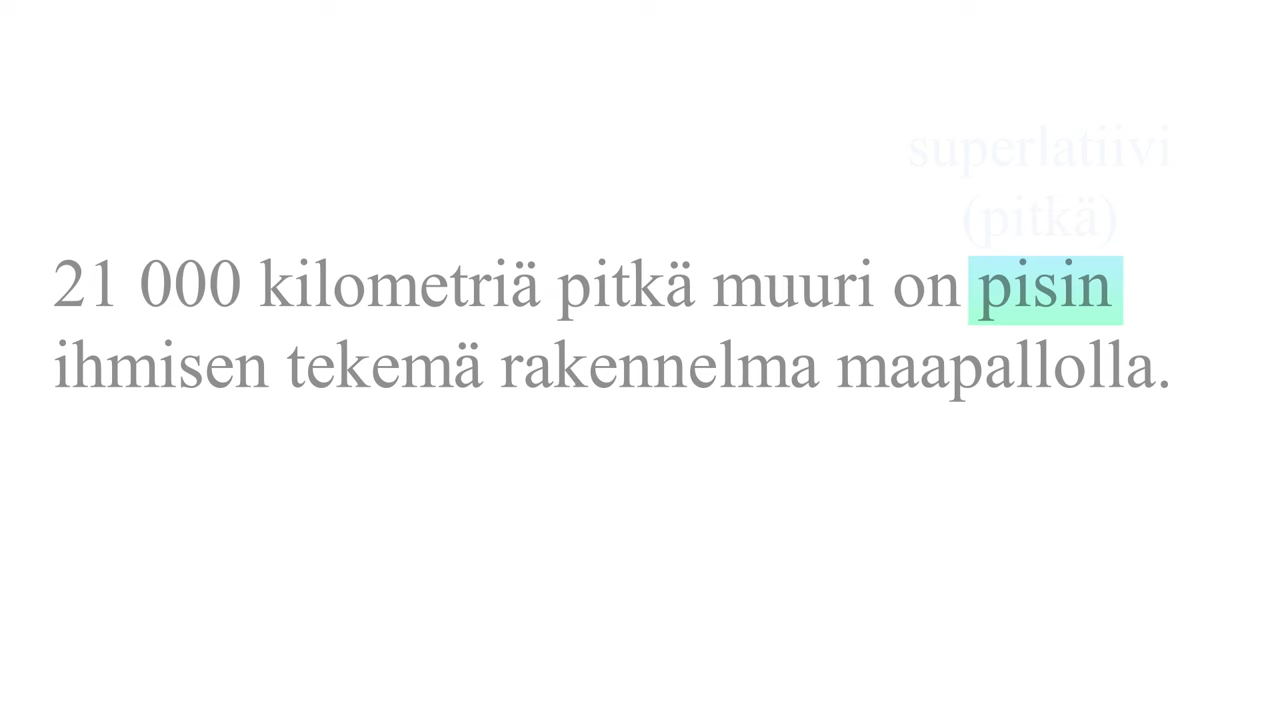 superlatiivi
(pitkä)
21 000 kilometriä pitkä muuri on pisin
ihmisen tekemä rakennelma maapallolla.